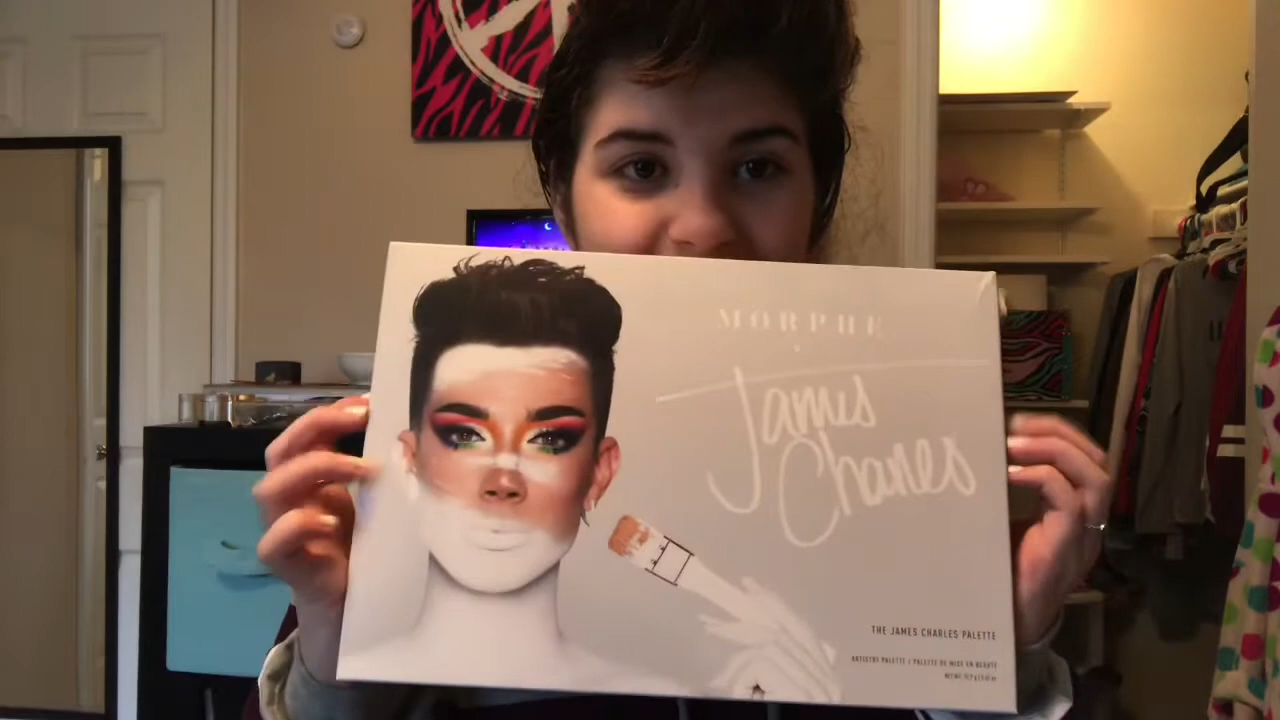 MORPHE
James
Charles
THE JAMES CHARLES PALETTE
ARTISTRY PALETTE / PALETTE DE MISE EN BEAUTÉ